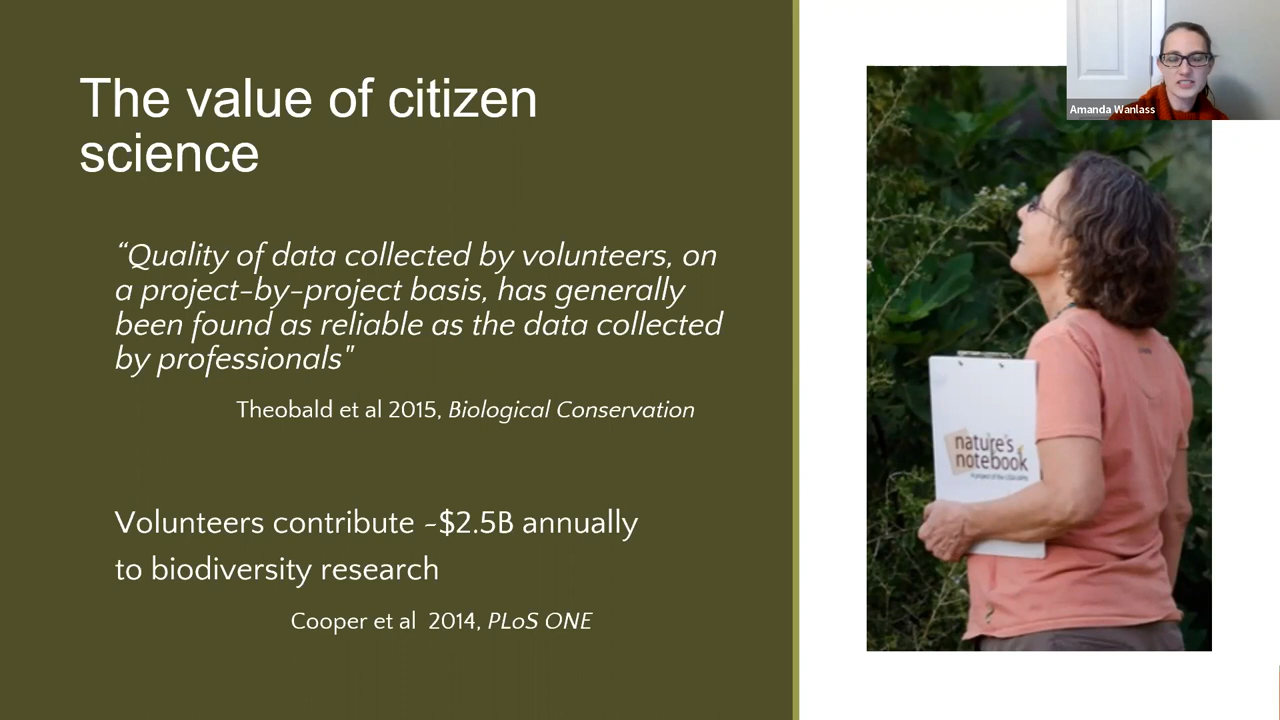 The value of citizen
science
“Quality of data collected by volunteers, on
a project-by-project basis, has generally
been found as reliable as the data collected
by professionals"
Theobald et al 2015, Biological Conservation
Volunteers contribute ~$2.5B annually
to biodiversity research
Cooper et al 2014, PLoS ONE
Amanda Wanlass
nature's
notebook